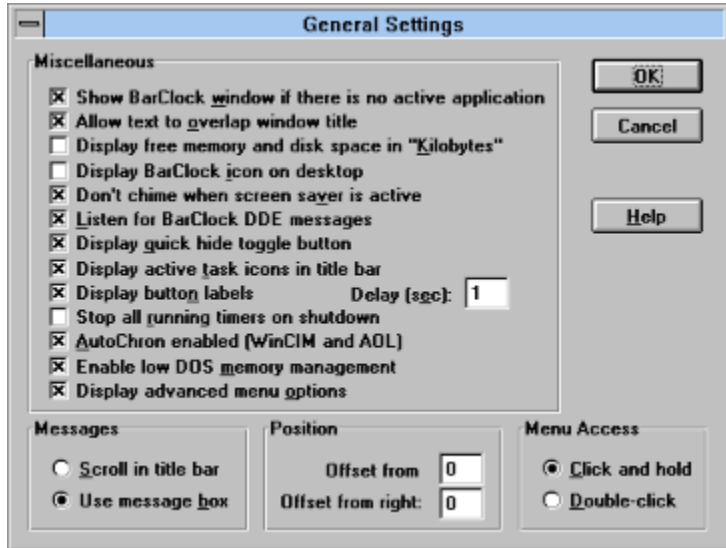 General Settings
Miscellaneous
Show BarClock window if there is no active application
Allow text to overlap window title
Display free memory and disk space in "Kilobytes"
Display BarClock icon on desktop
Don't chime when screen saver is active
Listen for BarClock DDE messages
Display quick hide toggle button
Display active task icons in title bar
Display button labels Delay (sec): 1
Stop all running timers on shutdown
AutoChron enabled (WinCIM and AOL)
Enable low DOS memory management
Display advanced menu options
OK
Cancel
Help
Messages
Scroll in title bar
Use message box
Position
Offset from 0
Offset from right: 0
Menu Access
Click and hold
Double-click